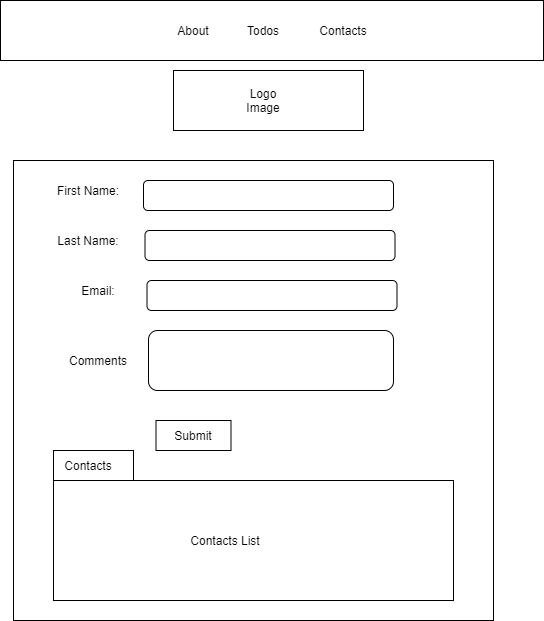 About Todos Contacts
Logo
Image
First Name:
Last Name:
Email:
Comments
Submit
Contacts
Contacts List